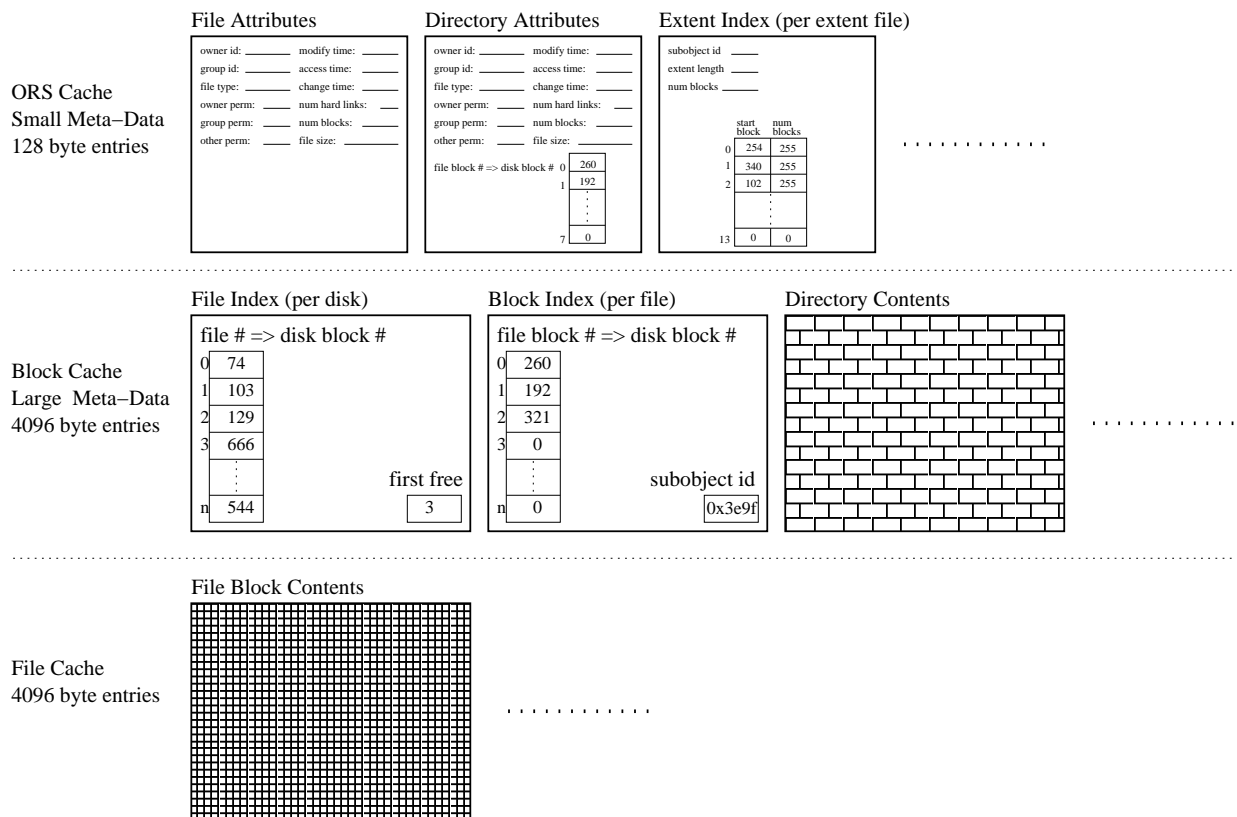 File Attributes
Directory Attributes
Extent Index (per extent file)
ORS Cache
Small Meta−Data
128 byte entries
owner id: modify time:
group id: access time:
file type: change time:
owner perm: num hard links:
group perm: num blocks:
other perm: file size:
owner id: modify time:
group id: access time:
file type: change time:
owner perm: num hard links:
group perm: num blocks:
other perm: file size:
file block # => disk block # 0 260
1 192
7 0
subobject id
extent length
num blocks
start num
block blocks
0 254 255
1 340 255
2 102 255
13 0 0
File Index (per disk)
Block Index (per file)
Directory Contents
Block Cache
Large Meta−Data
4096 byte entries
file # => disk block #
0 74
1 103
2 129
3 666
n 544
first free
3
file block # => disk block #
0 260
1 192
2 321
3 0
n 0
subobject id
0x3e9f
File Block Contents
File Cache
4096 byte entries